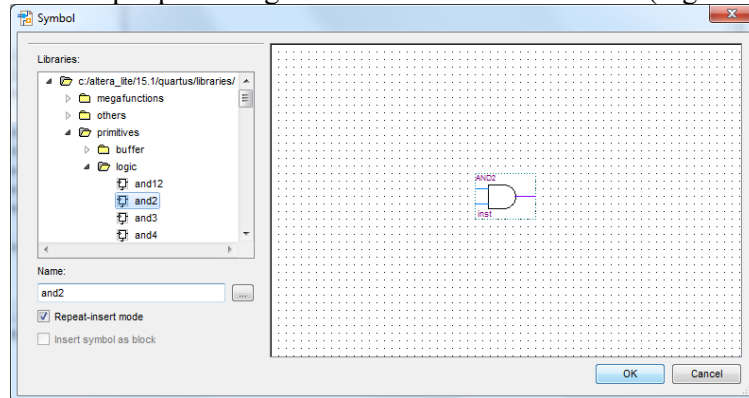 Symbol
Libraries:
c:/altera_lite/15.1/quartus/libraries/
megafunctions
others
primitives
buffer
logic
and12
and2
and3
and4
Name:
and2
...
Repeat-insert mode
Insert symbol as block
AND2
inst
OK
Cancel